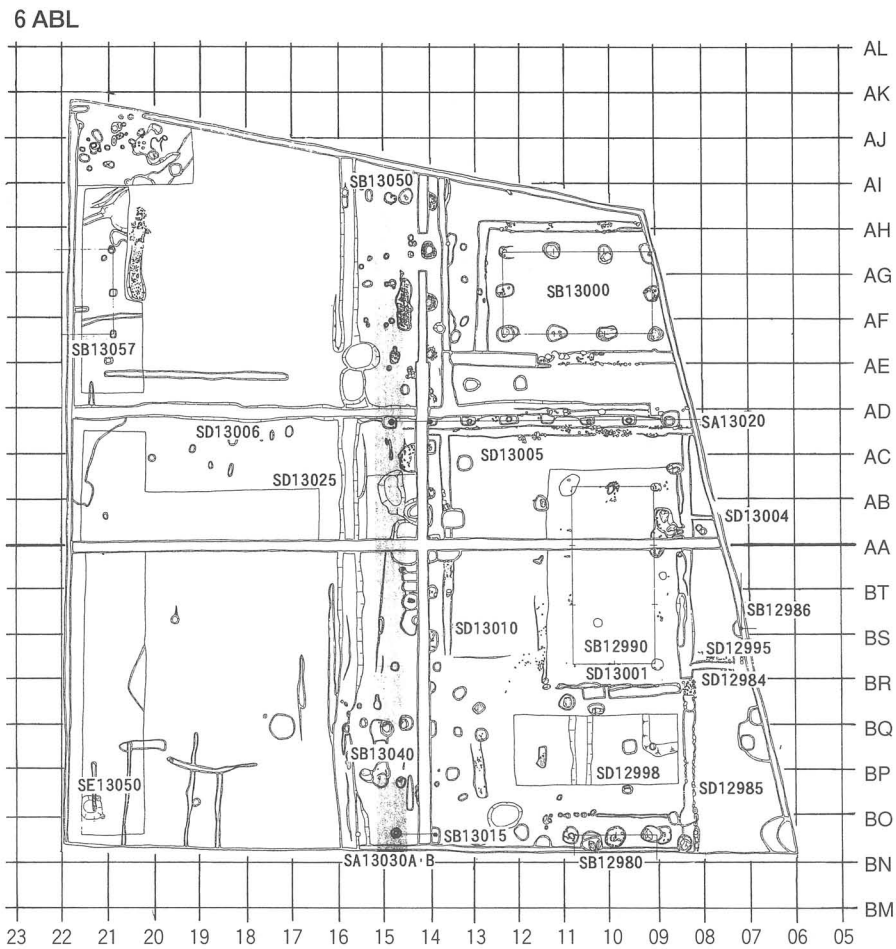 6 ABL
AL
AK
AJ
SB13050
AI
AH
AG
SB13000
AF
SB13057
AE
AD
SD13006
SA13020
SD13005
AC
SD13025
AB
SD13004
AA
BT
SB12986
SD13010
SB12990
BS
SD12995
SD13001
SD12984
BR
BQ
SB13040
SD12998
BP
SE13050
SD12985
BO
SB13015
SA13030A・B
SB12980
BN
BM
23 22 21 20 19 18 17 16 15 14 13 12 11 10 09 08 07 06 05